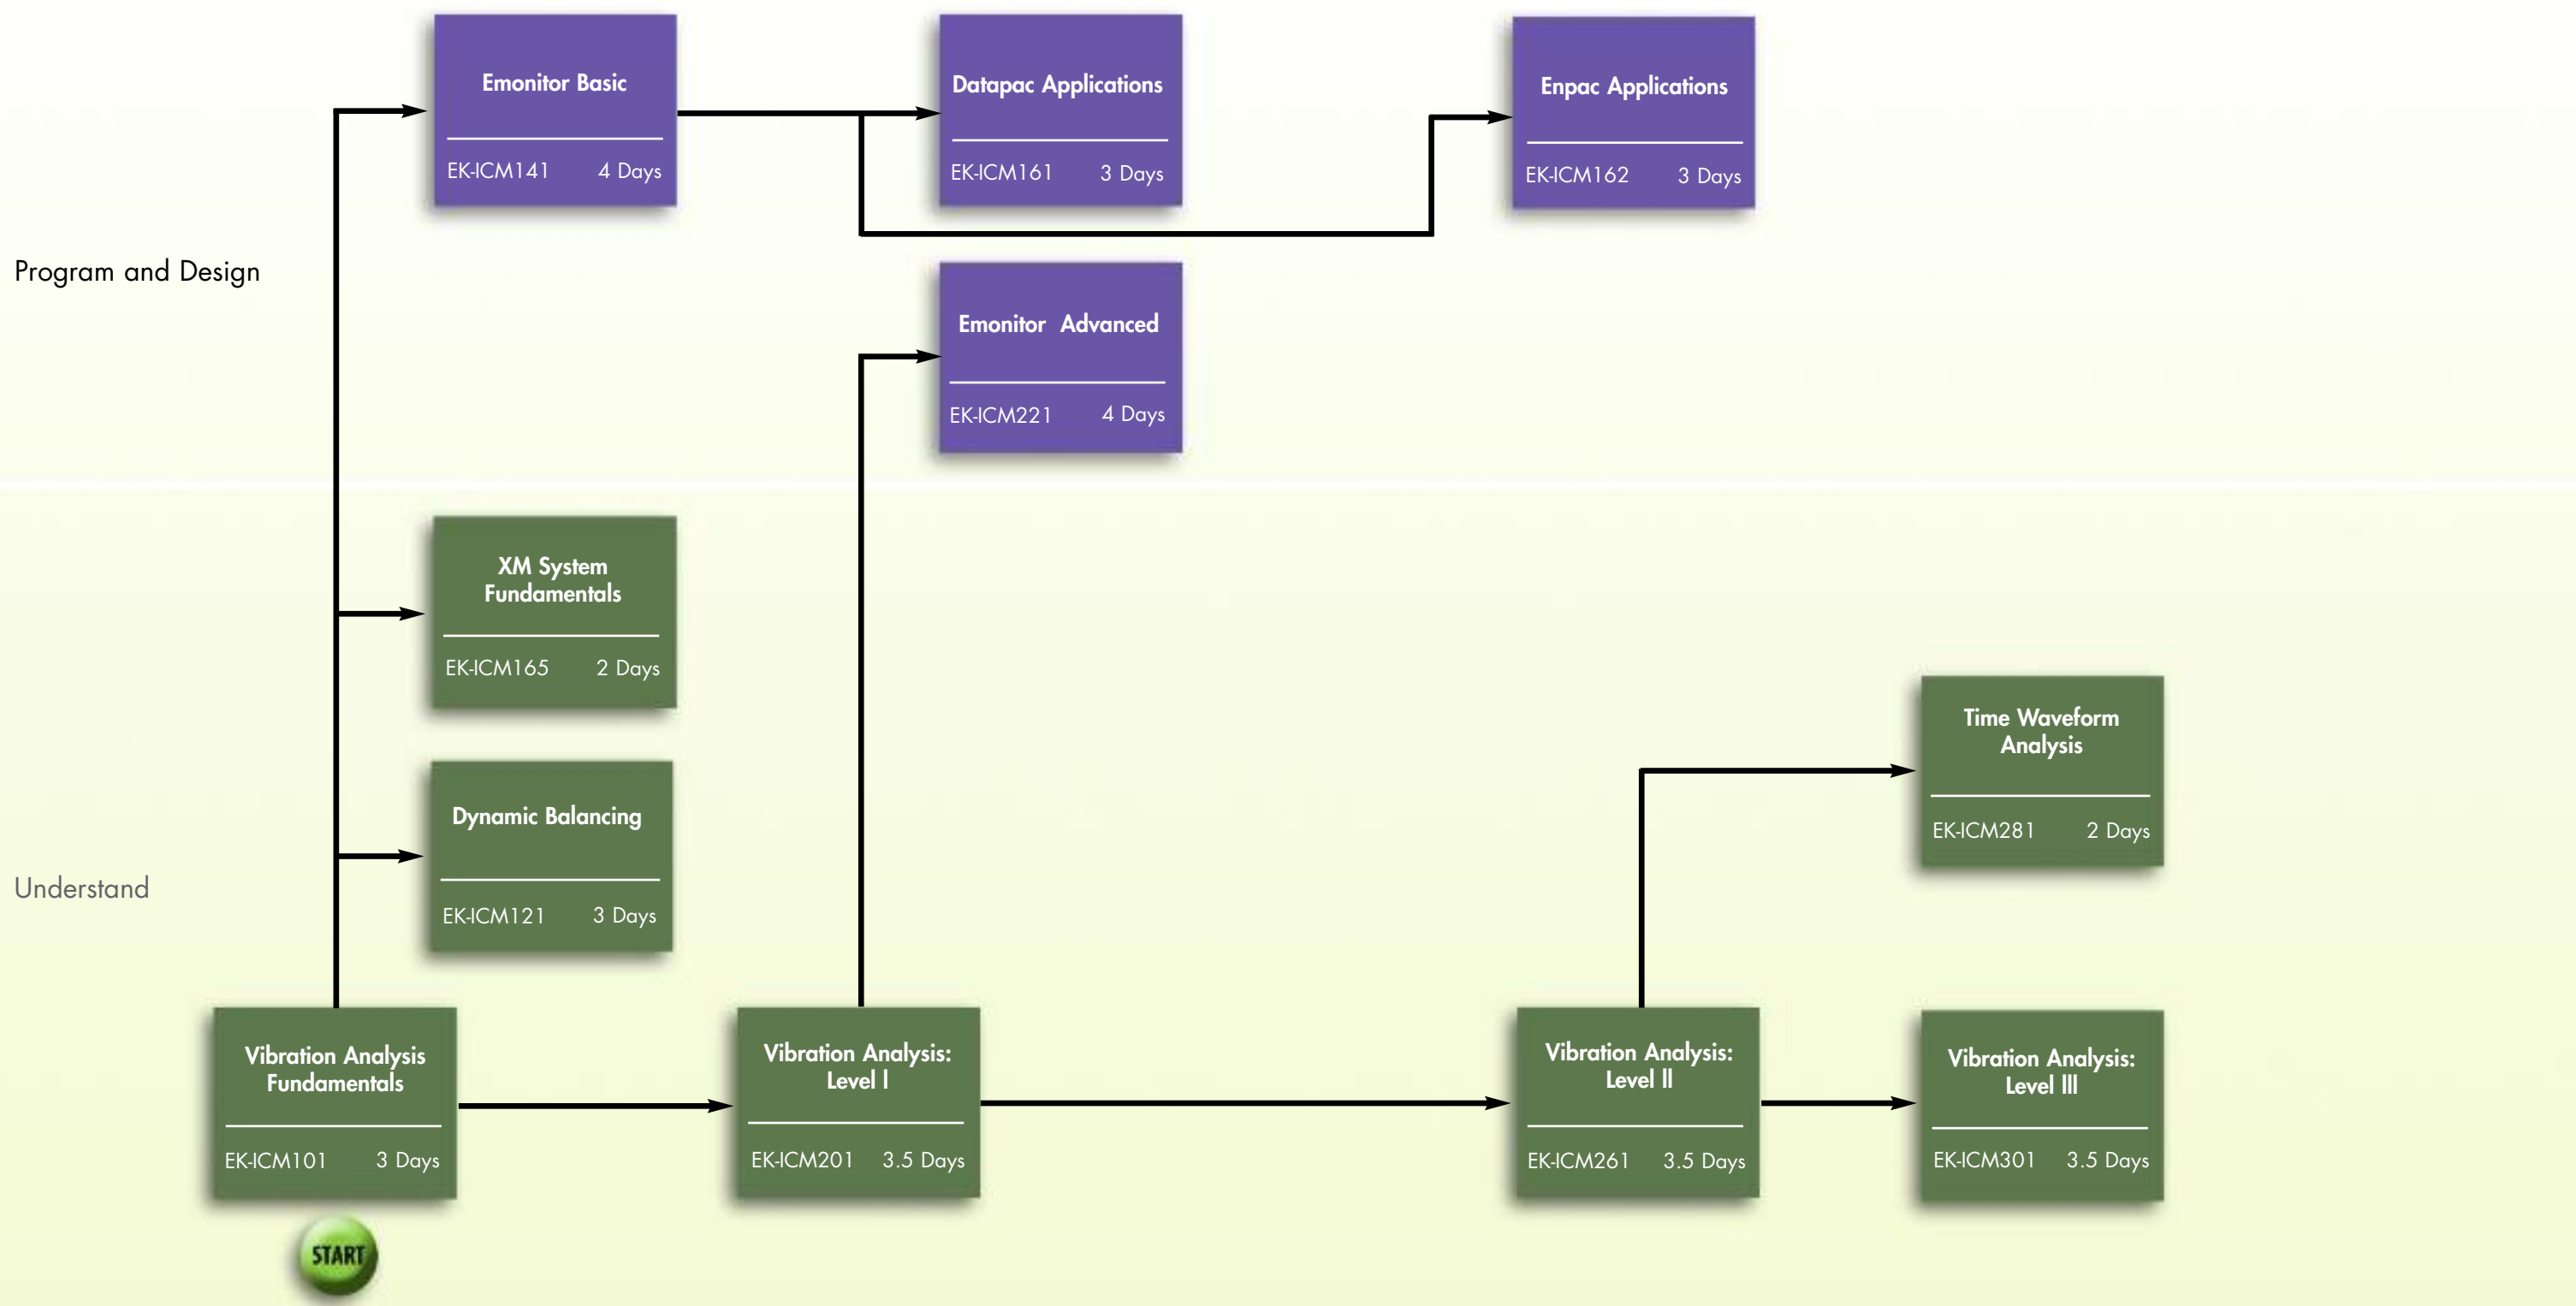 Emonitor Basic
EK-ICM141 4 Days
Datapac Applications
EK-ICM161 3 Days
Enpac Applications
EK-ICM162 3 Days
Program and Design
Emonitor Advanced
EK-ICM221 4 Days
XM System
Fundamentals
EK-ICM165 2 Days
Time Waveform
Analysis
EK-ICM281 2 Days
Dynamic Balancing
EK-ICM121 3 Days
Understand
Vibration Analysis
Fundamentals
EK-ICM101 3 Days
Vibration Analysis:
Level I
EK-ICM201 3.5 Days
Vibration Analysis:
Level II
EK-ICM261 3.5 Days
Vibration Analysis:
Level III
EK-ICM301 3.5 Days
START